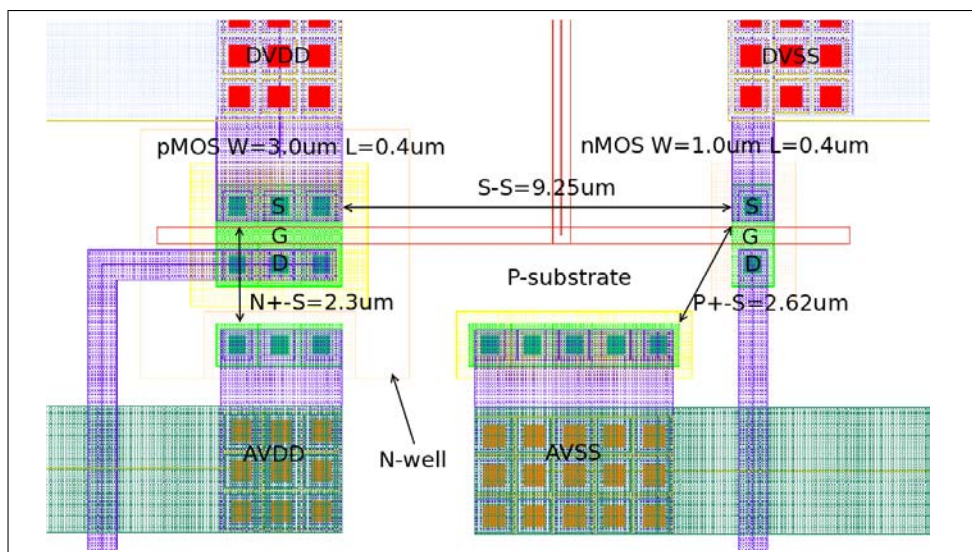 DVDD
DVSS
pMOS W=3.0um L=0.4um
nMOS W=1.0um L=0.4um
S-S=9.25um
S
S
G
G
D
D
P-substrate
N+-S=2.3um
P+-S=2.62um
N-well
AVDD
AVSS